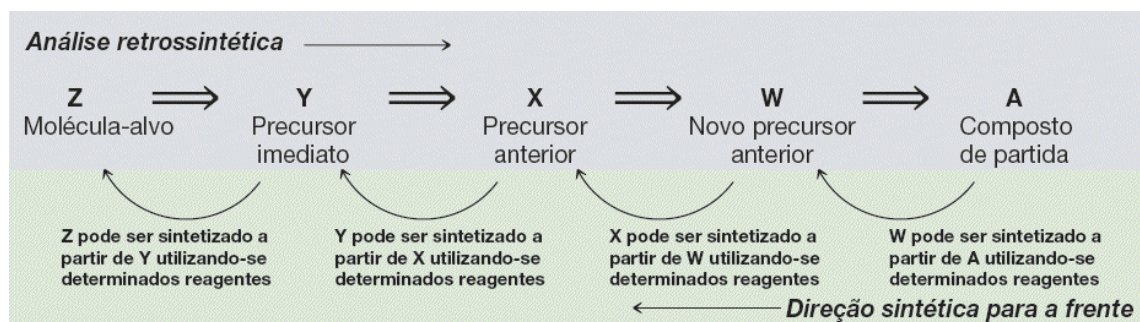 Análise retrossintética
Z Y X W A
Molécula-alvo Precursor Precursor Novo precursor Composto
imediato anterior anterior de partida
Z pode ser sintetizado a Y pode ser sintetizado a X pode ser sintetizado a W pode ser sintetizado a
partir de Y utilizando-se partir de X utilizando-se partir de W utilizando-se partir de A utilizando-se
determinados reagentes determinados reagentes determinados reagentes determinados reagentes
Direção sintética para a frente